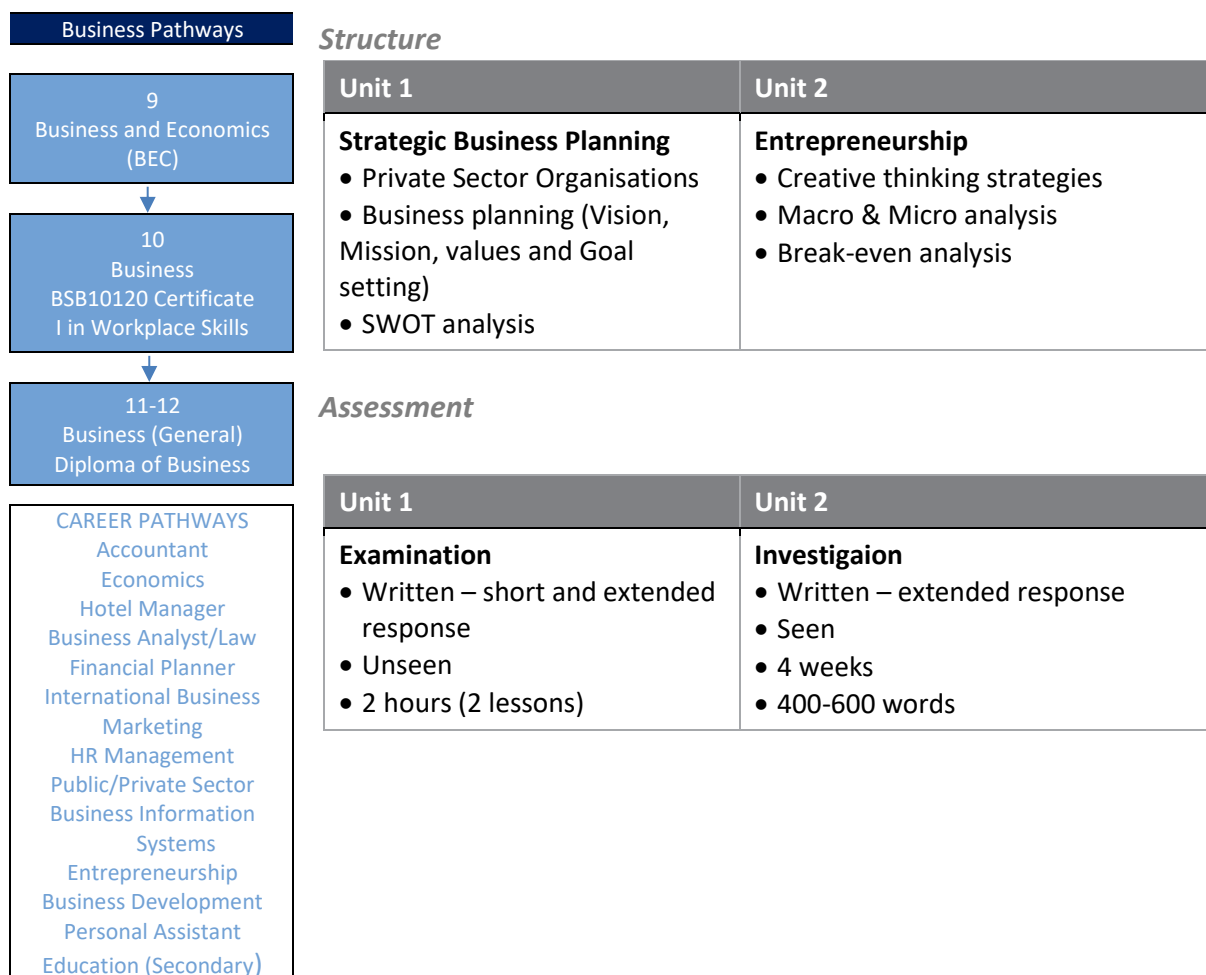 Business Pathways
9
Business and Economics
(BEC)
10
Business
BSB10120 Certificate
I in Workplace Skills
11-12
Business (General)
Diploma of Business
CAREER PATHWAYS
Accountant
Economics
Hotel Manager
Business Analyst/Law
Financial Planner
International Business
Marketing
HR Management
Public/Private Sector
Business Information
Systems
Entrepreneurship
Business Development
Personal Assistant
Education (Secondary)
Structure
Unit 1
Strategic Business Planning
• Private Sector Organisations
• Business planning (Vision,
Mission, values and Goal
setting)
• SWOT analysis
Unit 2
Entrepreneurship
• Creative thinking strategies
• Macro & Micro analysis
• Break-even analysis
Assessment
Unit 1
Examination
• Written – short and extended
response
• Unseen
• 2 hours (2 lessons)
Unit 2
Investigaion
• Written – extended response
• Seen
• 4 weeks
• 400-600 words